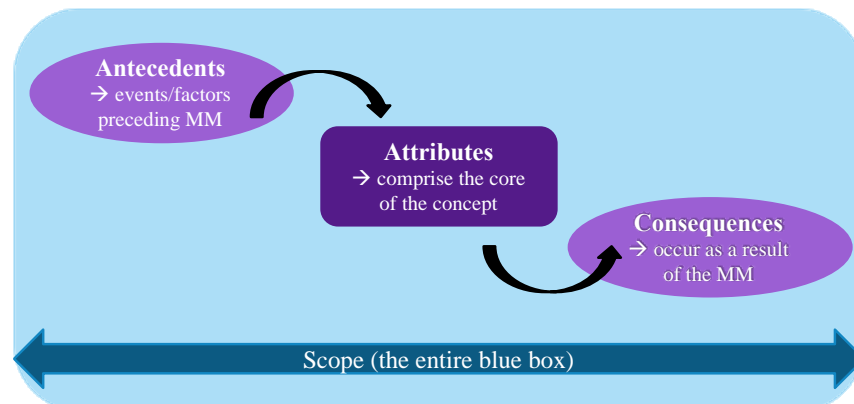 Antecedents
→ events/factors
preceding MM
Attributes
→ comprise the core
of the concept
Consequences
→ occur as a result
of the MM
Scope (the entire blue box)